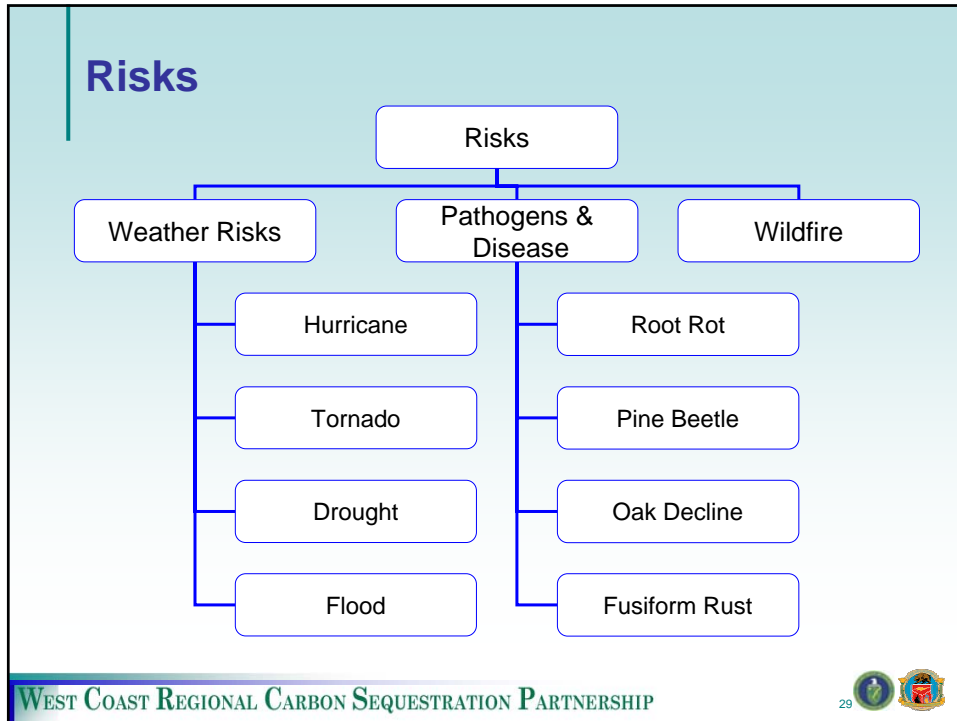 Risks
Risks
Weather Risks
Pathogens &
Disease
Wildfire
Hurricane
Root Rot
Tornado
Pine Beetle
Drought
Oak Decline
Flood
Fusiform Rust
WEST COAST REGIONAL CARBON SEQUESTRATION PARTNERSHIP
29